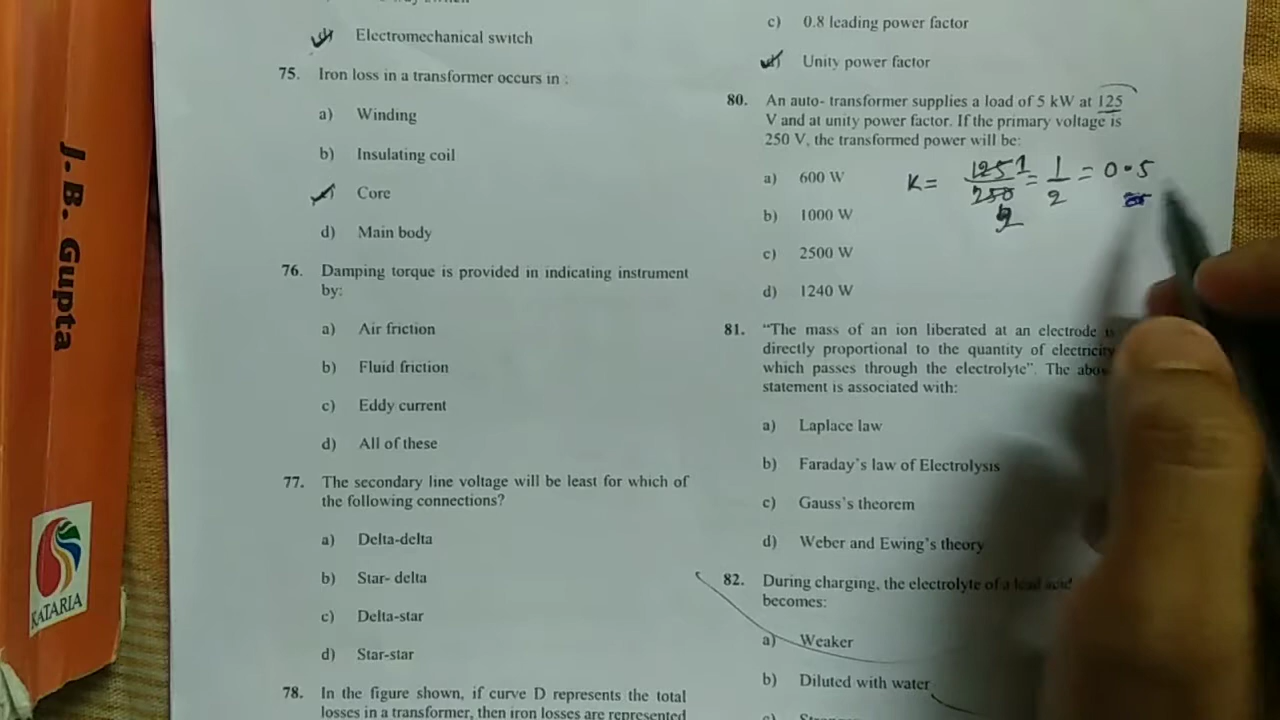 J. B. Gupta
KATARIA
Electromechanical switch
75. Iron loss in a transformer occurs in :
a) Winding
b) Insulating coil
Core
d) Main body
76. Damping torque is provided in indicating instrument
by:
a) Air friction
b) Fluid friction
c) Eddy current
d) All of these
77. The secondary line voltage will be least for which of
the following connections?
a) Delta-delta
b) Star- delta
c) Delta-star
d) Star-star
78. In the figure shown, if curve D represents the total
losses in a transformer, then iron losses are represented
c) 0.8 leading power factor
Unity power factor
80. An auto- transformer supplies a load of 5 kW at 125
V and at unity power factor. If the primary voltage is
250 V, the transformed power will be:
a) 600 W
b) 1000 W
c) 2500 W
d) 1240 W
K = 125 1 / 250 2 = 1/2 = 0.5
81. "The mass of an ion liberated at an electrode
directly proportional to the quantity of electricity
which passes through the electrolyte". The
statement is associated with:
a) Laplace law
b) Faraday's law of Electrolysis
c) Gauss's theorem
d) Weber and Ewing's theory
82. During charging, the electrolyte of a lead acid
becomes:
a) Weaker
b) Diluted with water